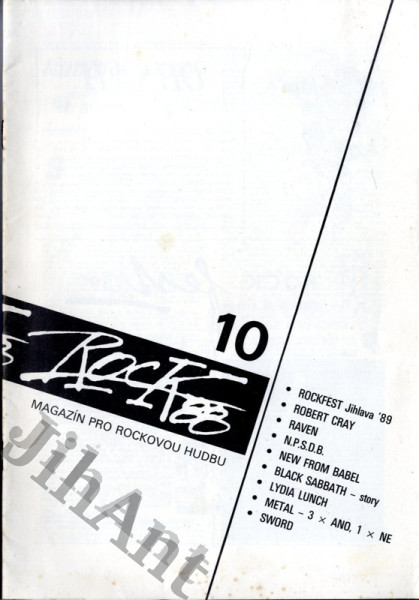 10
ROCK 88
MAGAZÍN PRO ROCKOVOU HUDBU
• ROCKFEST Jihlava '89
• ROBERT CRAY
• RAVEN
• N.P.S.D.B.
• NEW FROM BABEL
• BLACK SABBATH – story
• LYDIA LUNCH
• METAL – 3 × ANO, 1 × NE
• SWORD
JihAnt